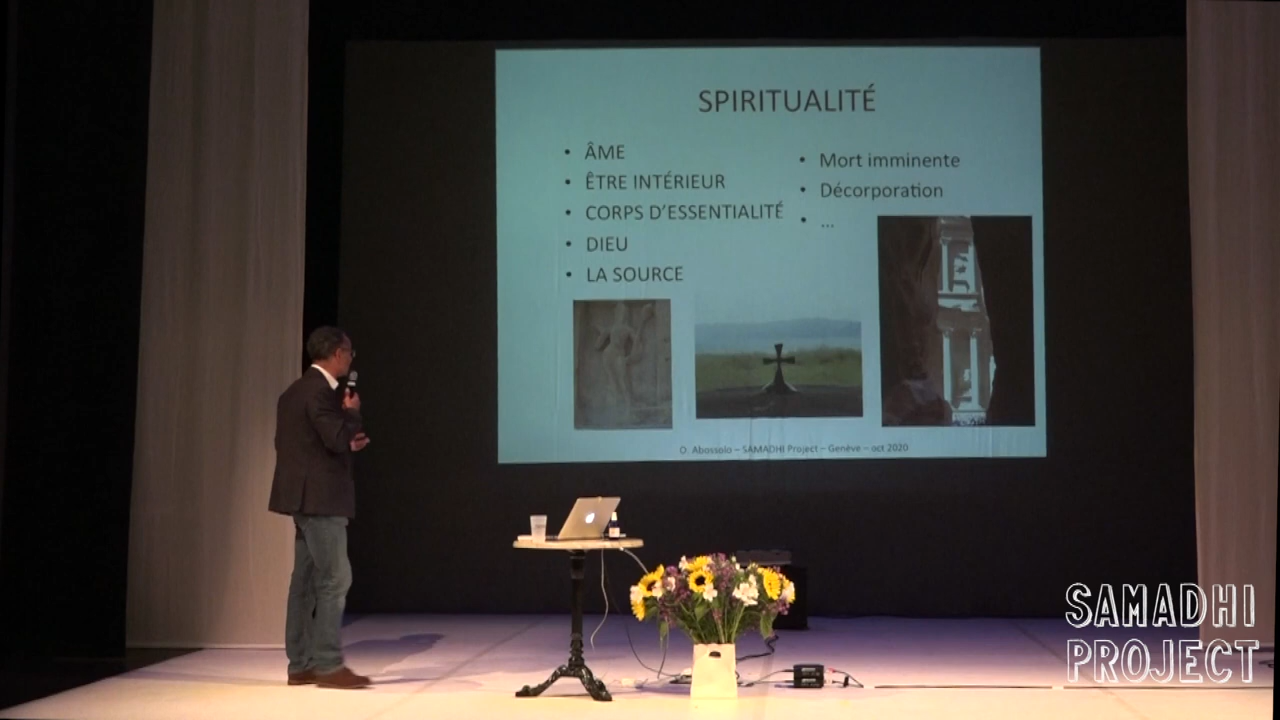 SPIRITUALITÉ
• ÂME
• ÊTRE INTÉRIEUR
• CORPS D'ESSENTIALITÉ
• DIEU
• LA SOURCE
• Mort imminente
• Décorporation
• ...
O. Abossolo – SAMADHI Project – Genève – oct 2020
SAMADHI
PROJECT